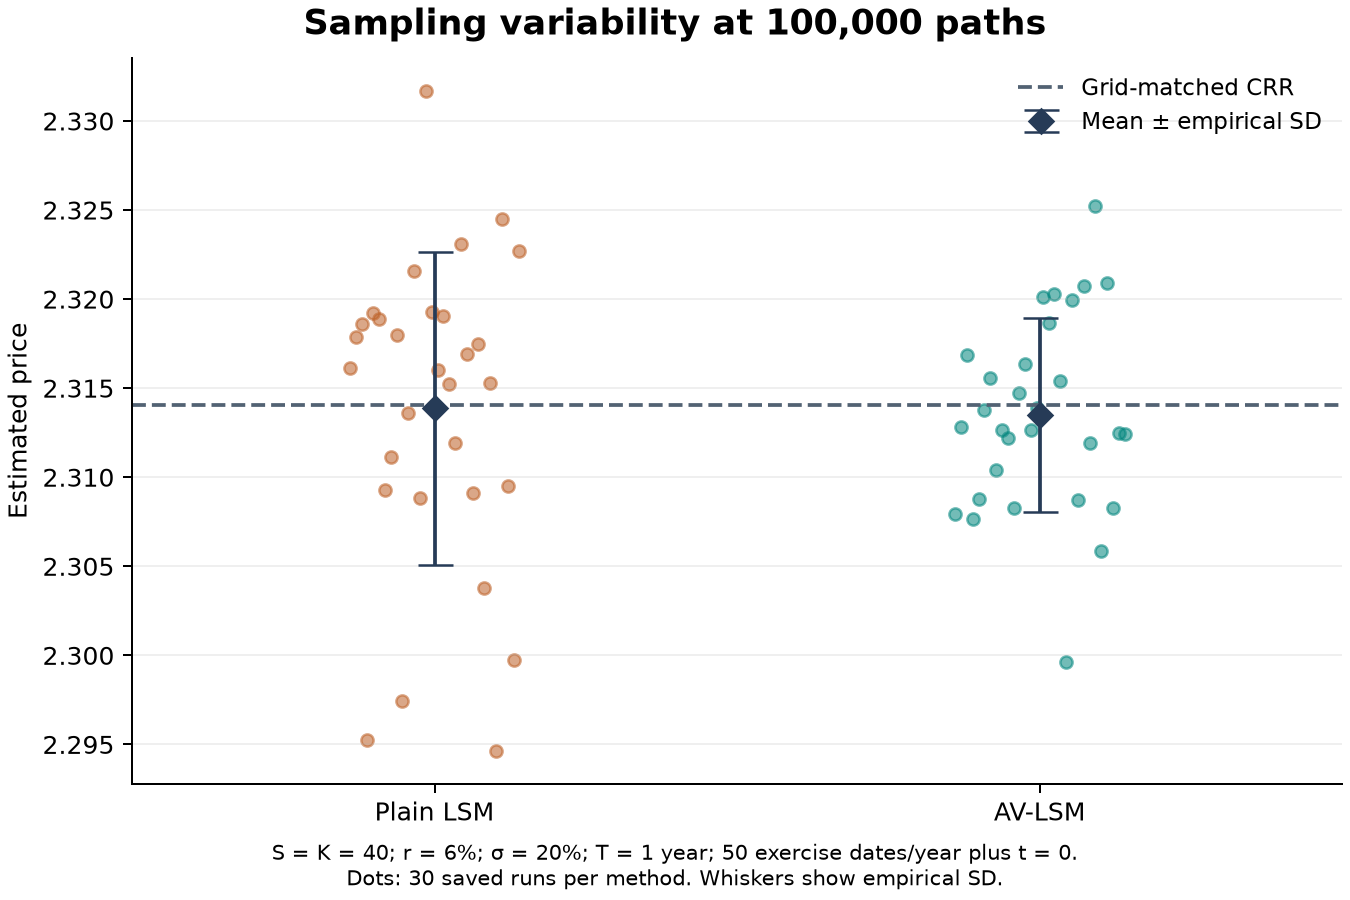 Sampling variability at 100,000 paths
Grid-matched CRR
Mean ± empirical SD
Estimated price
2.330
2.325
2.320
2.315
2.310
2.305
2.300
2.295
Plain LSM
AV-LSM
S = K = 40; r = 6%; σ = 20%; T = 1 year; 50 exercise dates/year plus t = 0.
Dots: 30 saved runs per method. Whiskers show empirical SD.